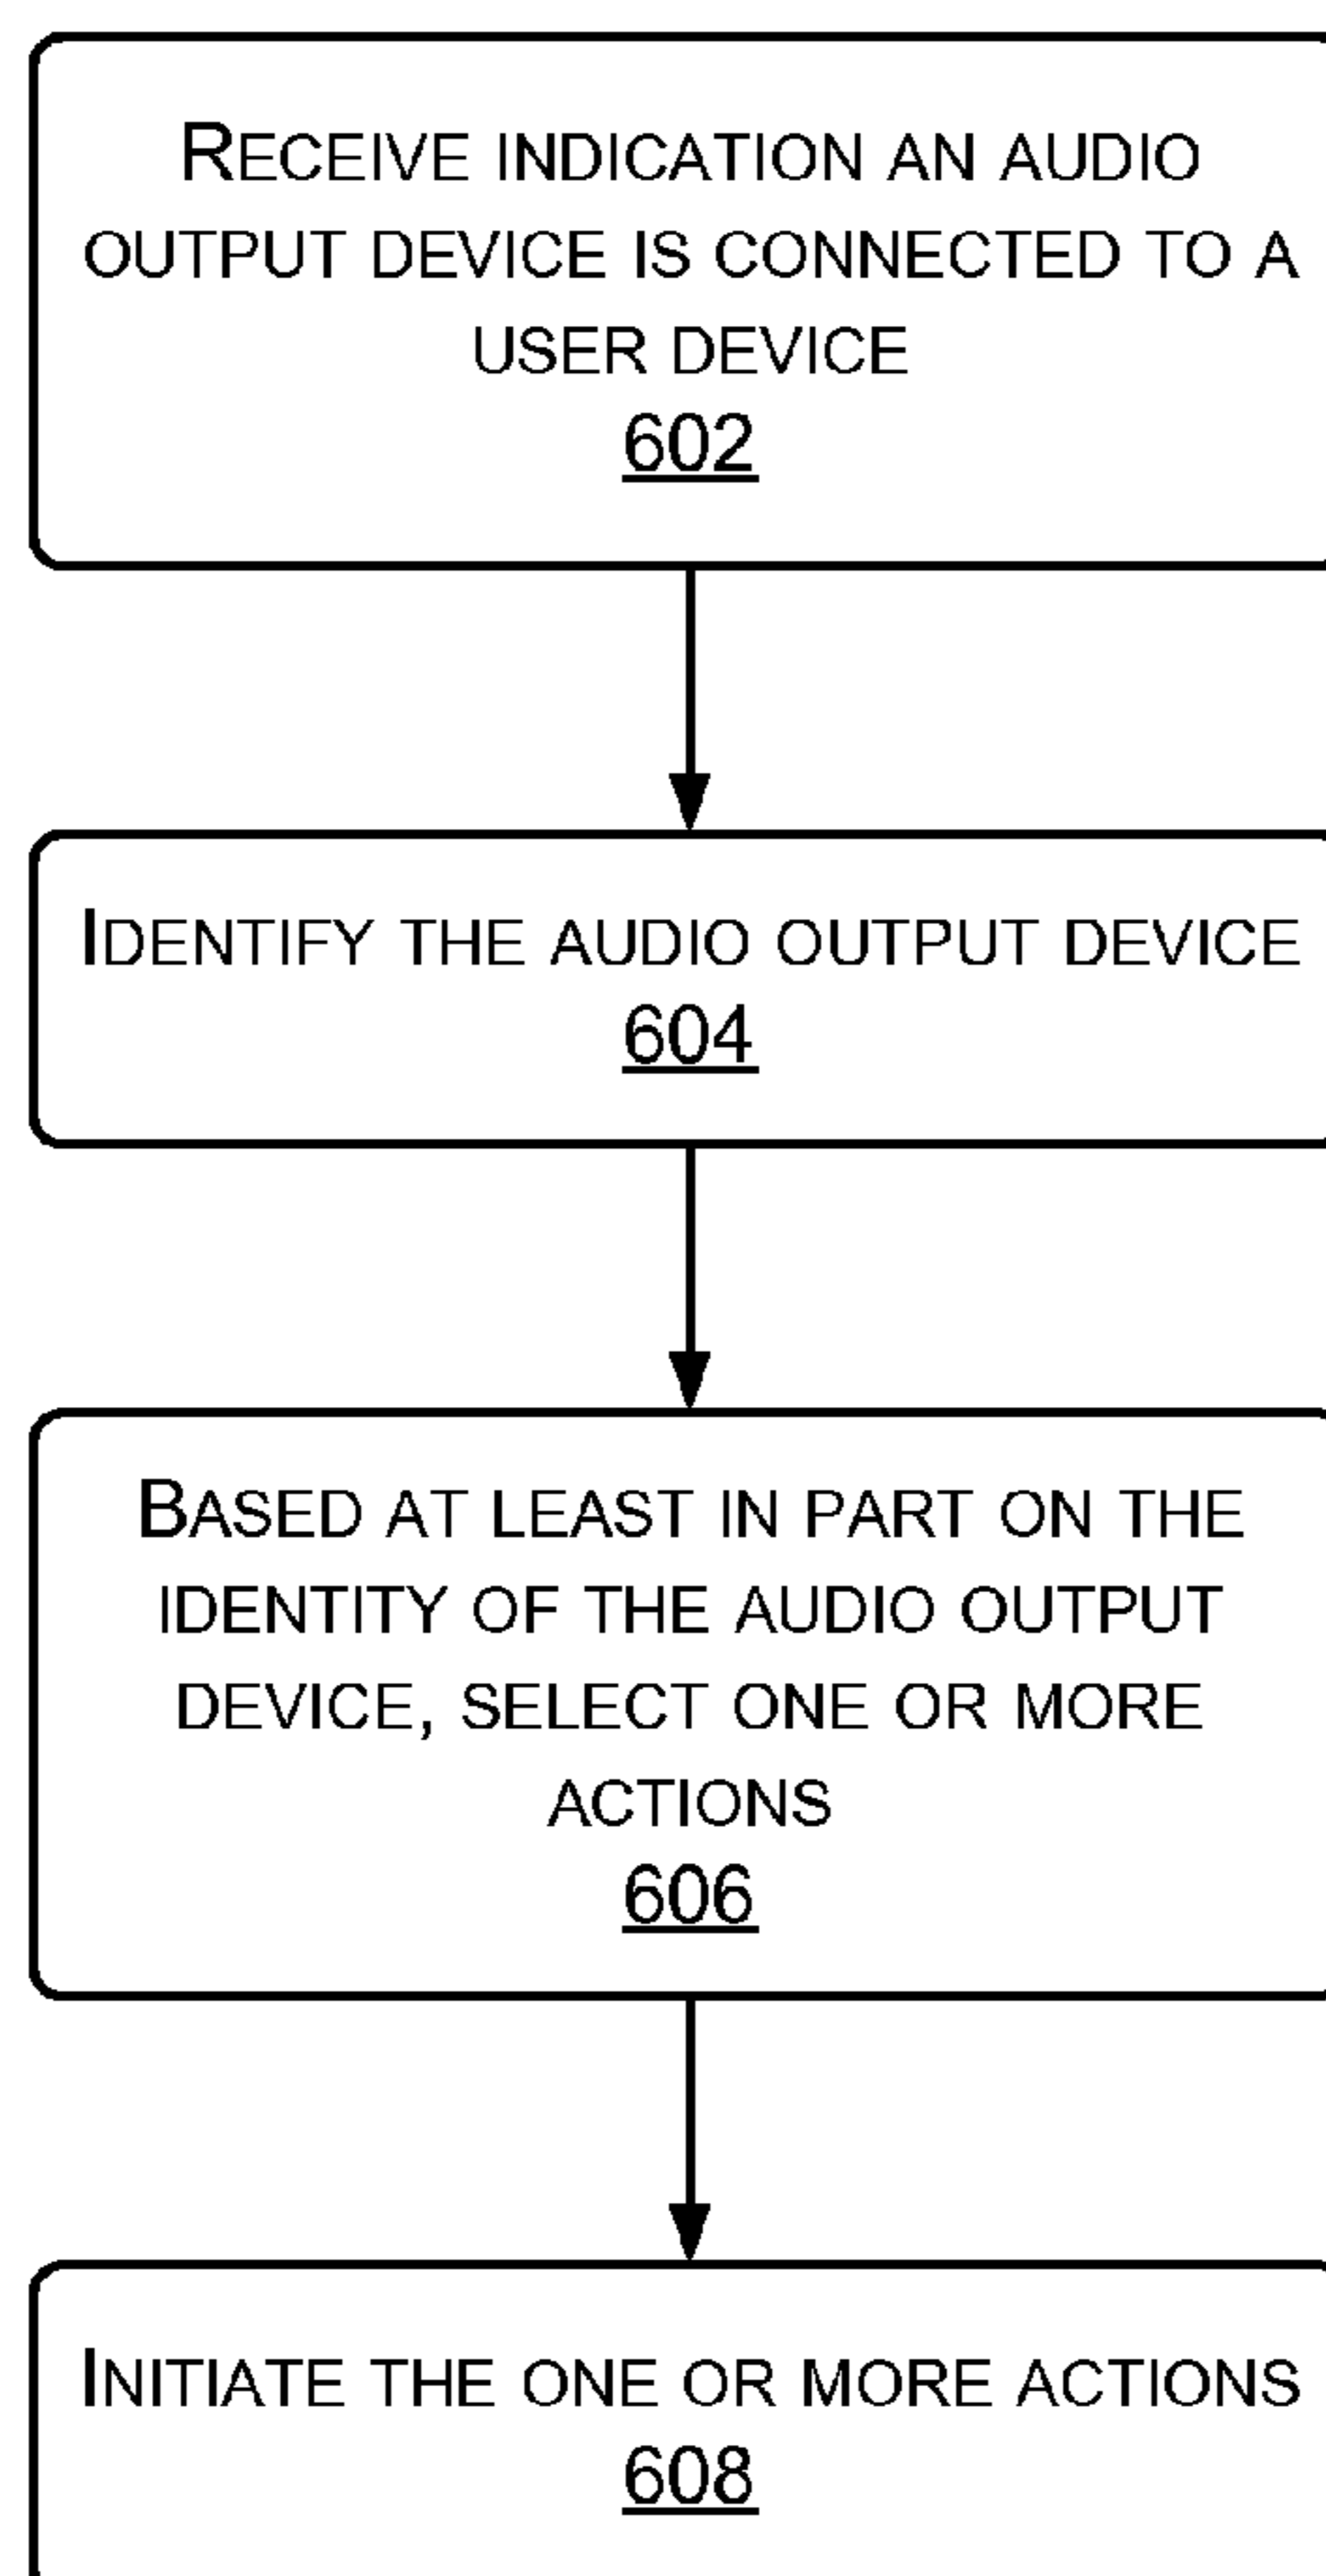 RECEIVE INDICATION AN AUDIO
OUTPUT DEVICE IS CONNECTED TO A
USER DEVICE
602
IDENTIFY THE AUDIO OUTPUT DEVICE
604
BASED AT LEAST IN PART ON THE
IDENTITY OF THE AUDIO OUTPUT
DEVICE, SELECT ONE OR MORE
ACTIONS
606
INITIATE THE ONE OR MORE ACTIONS
608